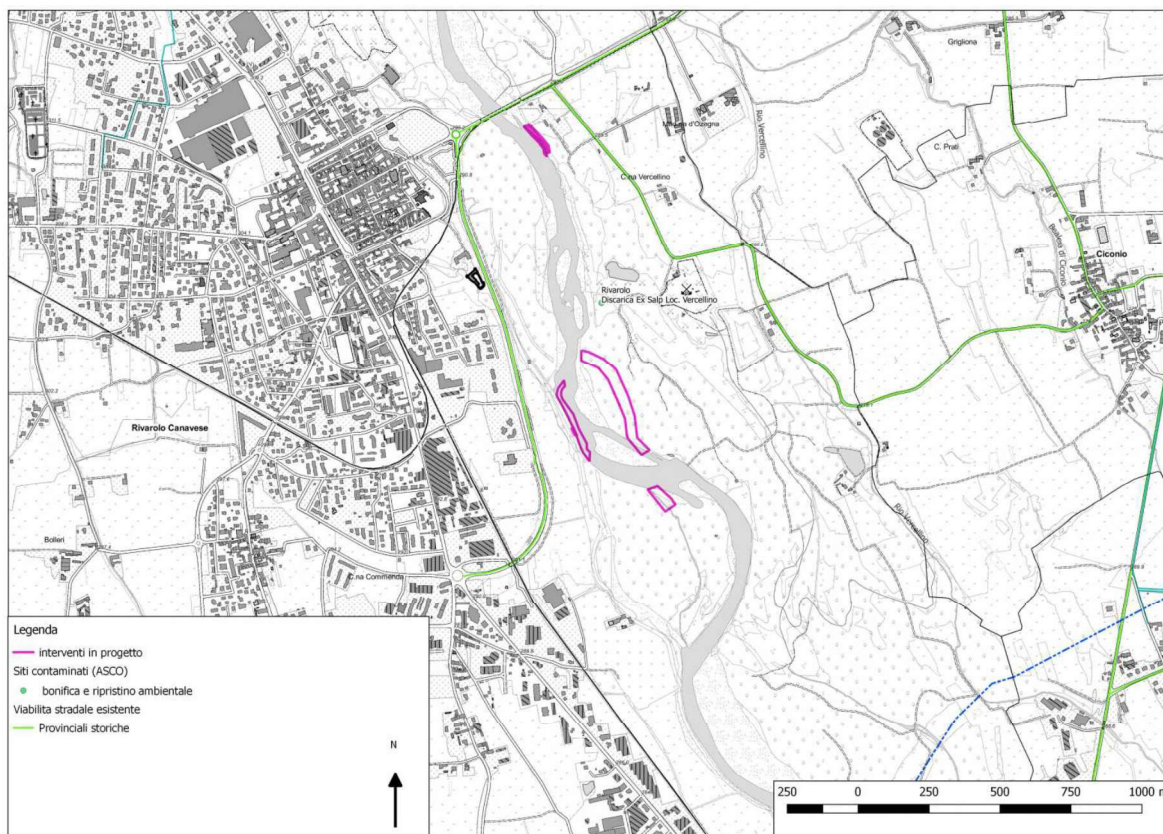 Grigliona
Rio Vercellino
C. Prati
C.na Vercellino
Ciconio
Rivarolo
Discarica Ex Salp Loc. Vercellino
Rivarolo Canavese
Rio Vercellino
Bolleri
C.na Commenda
Legenda
interventi in progetto
Siti contaminati (ASCO)
bonifica e ripristino ambientale
Viabilita stradale esistente
Provinciali storiche
N
250 0 250 500 750 1000 m